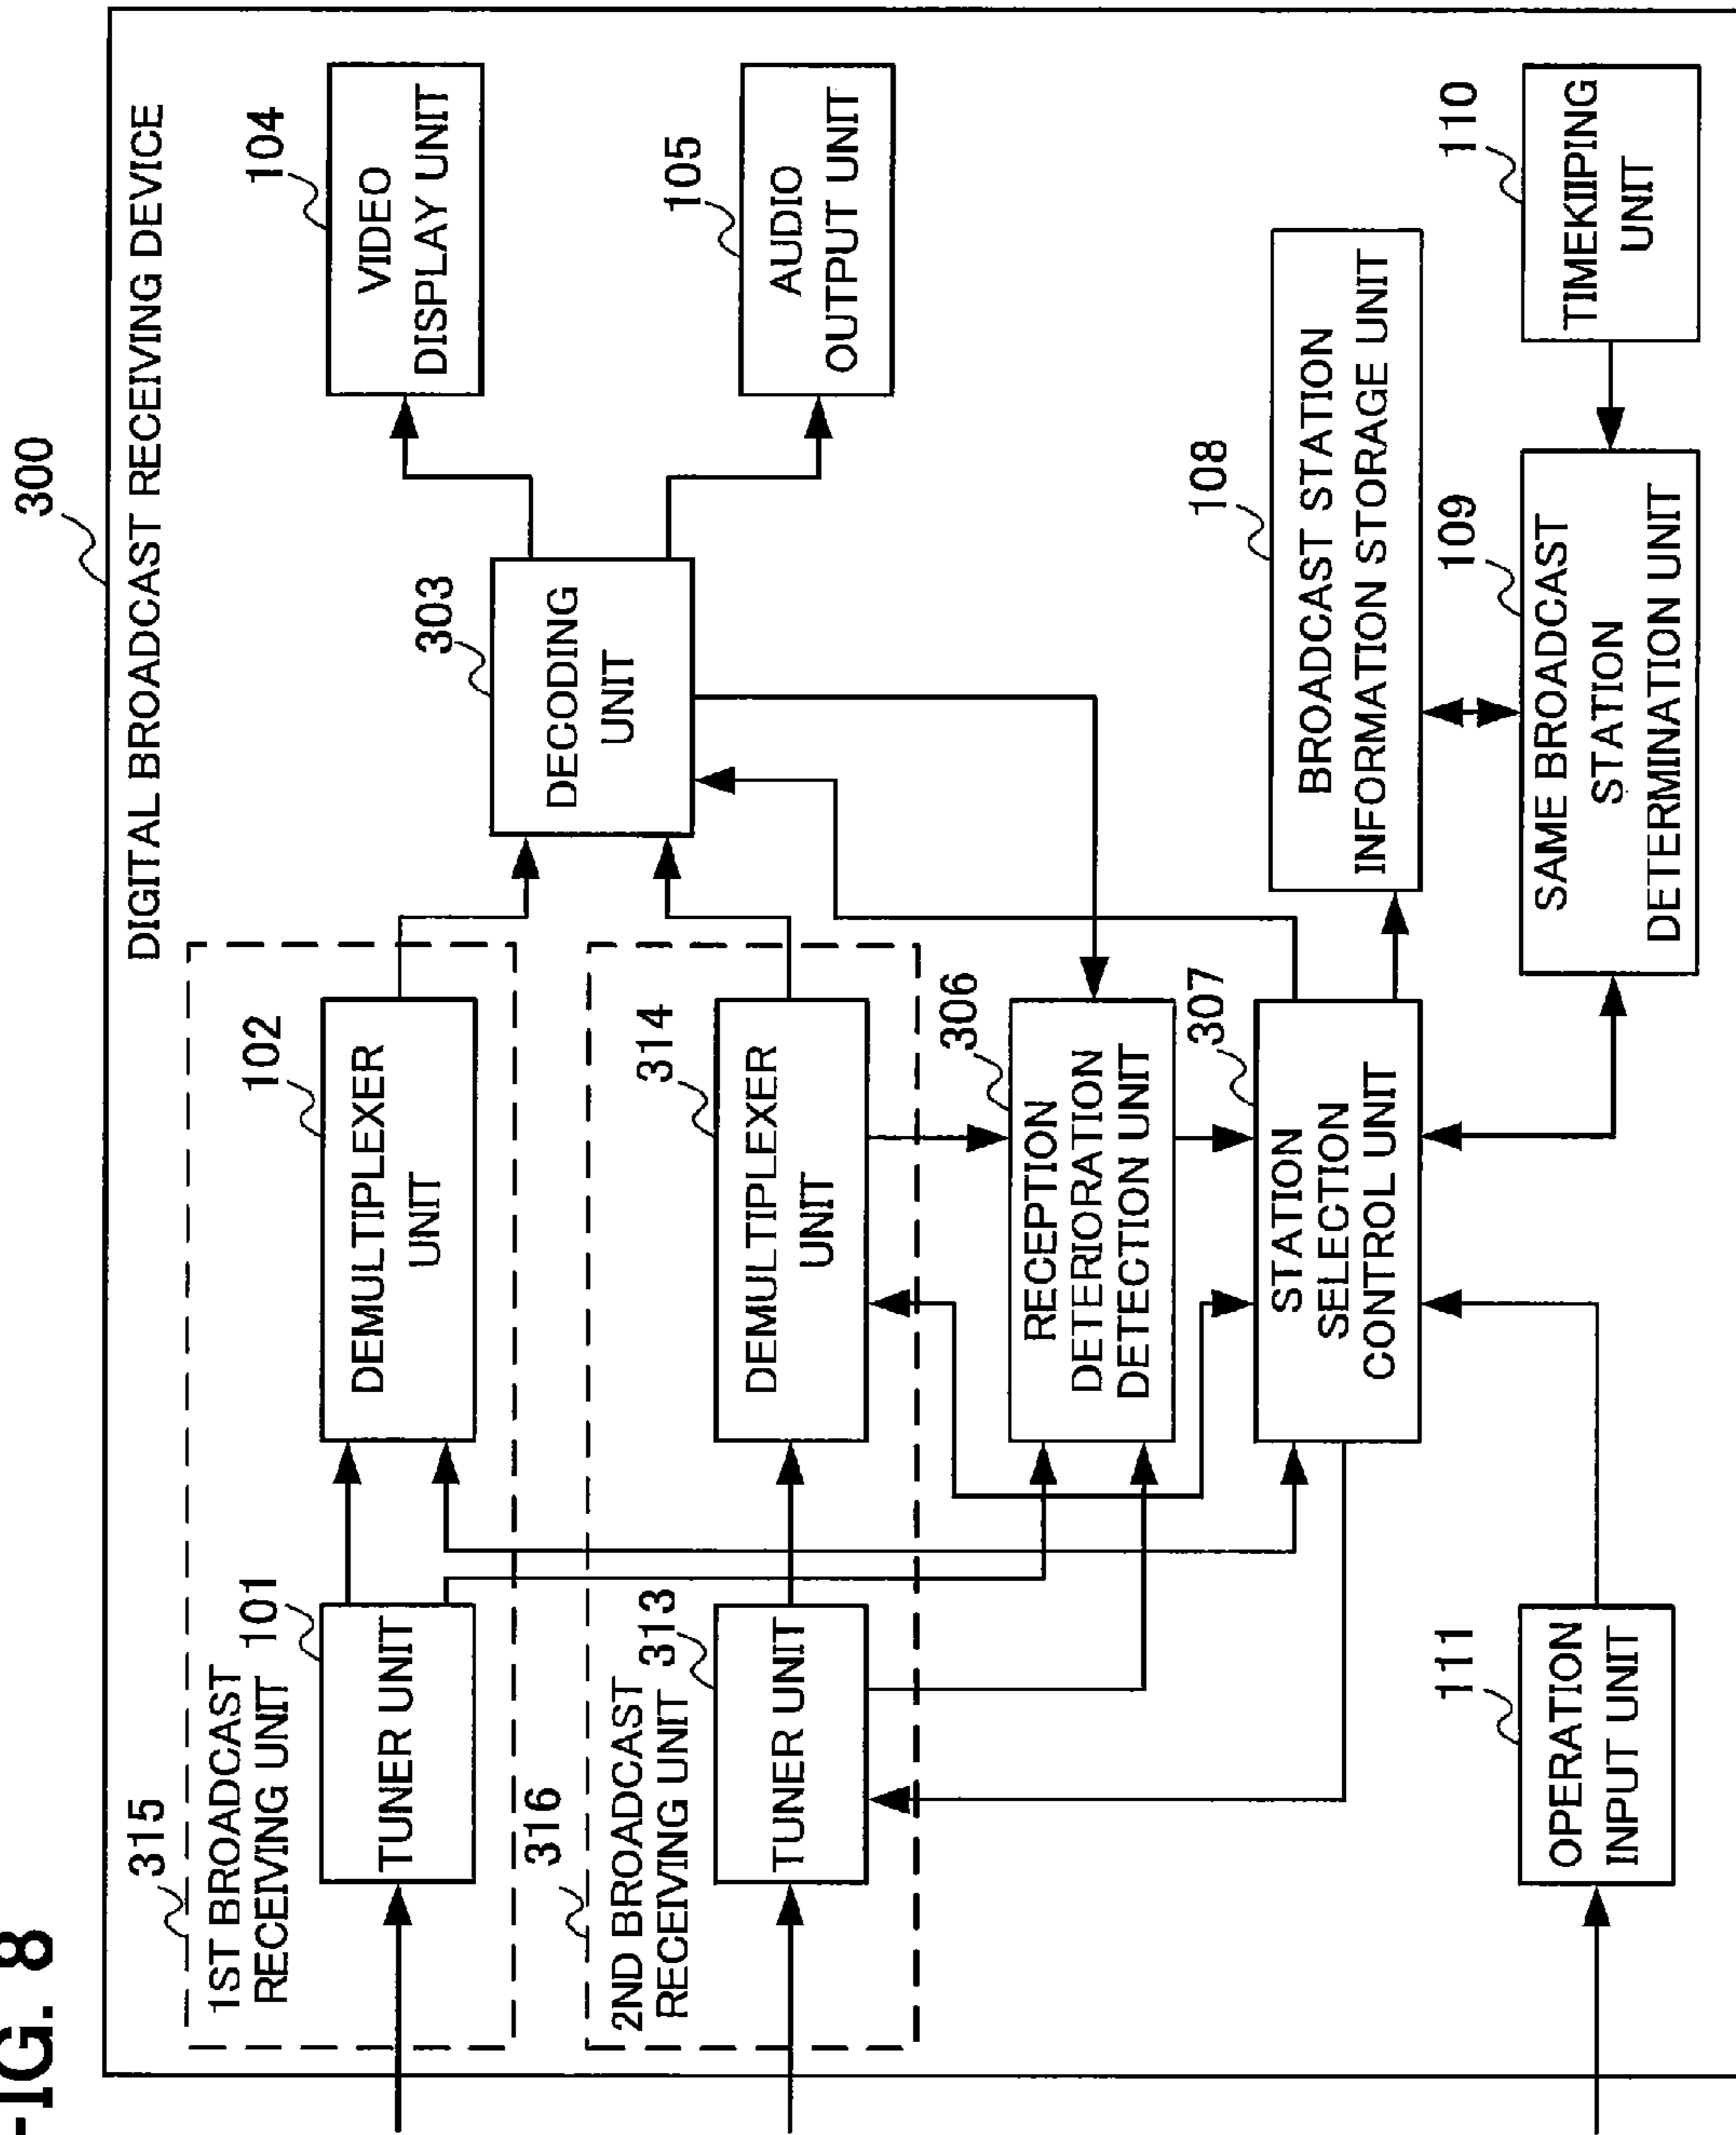 FIG. 8
300
DIGITAL BROADCAST RECEIVING DEVICE
315
1ST BROADCAST
RECEIVING UNIT
101
TUNER UNIT
102
DEMULTIPLEXER
UNIT
104
VIDEO
DISPLAY UNIT
303
DECODING
UNIT
105
AUDIO
OUTPUT UNIT
316
2ND BROADCAST
RECEIVING UNIT
313
TUNER UNIT
314
DEMULTIPLEXER
UNIT
306
RECEPTION
DETERIORATION
DETECTION UNIT
307
STATION
SELECTION
CONTROL UNIT
108
BROADCAST STATION
INFORMATION STORAGE UNIT
111
OPERATION
INPUT UNIT
109
SAME BROADCAST
STATION
DETERMINATION UNIT
110
TIMEKIIPING
UNIT